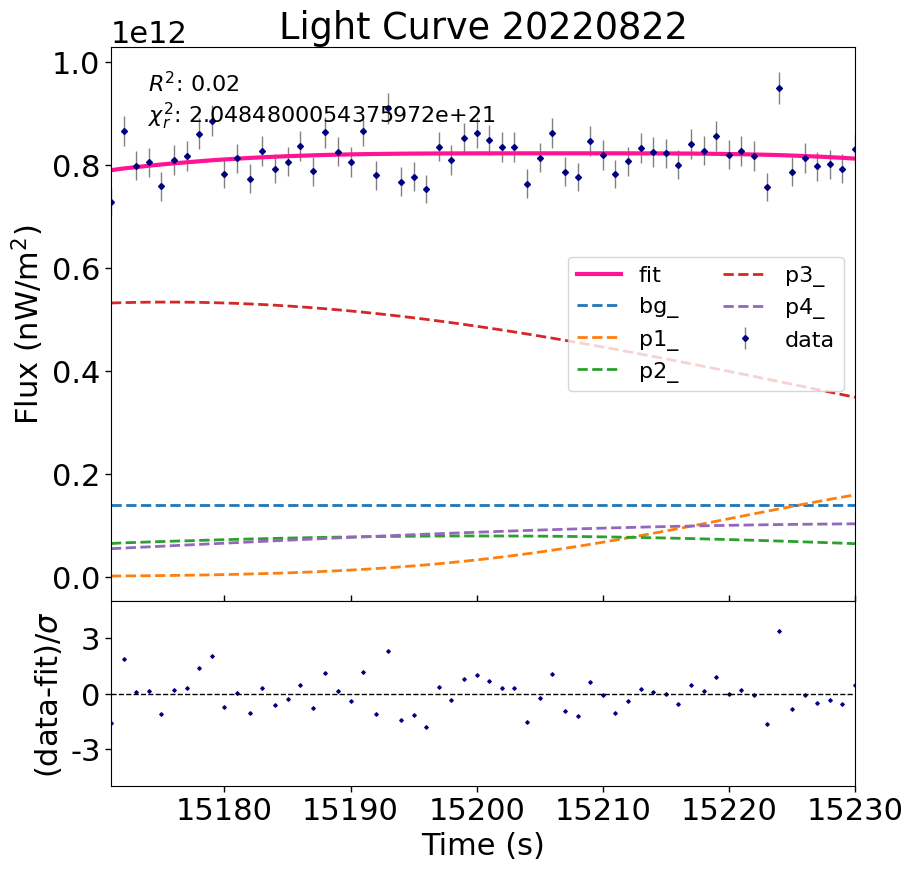 Light Curve 20220822
1e12
R²: 0.02
χ²ᵣ: 2.0484800054375972e+21
1.0
0.8
0.6
0.4
0.2
0.0
Flux (nW/m²)
fit
bg_
p1_
p2_
p3_
p4_
data
3
0
-3
(data-fit)/σ
15180 15190 15200 15210 15220 15230
Time (s)